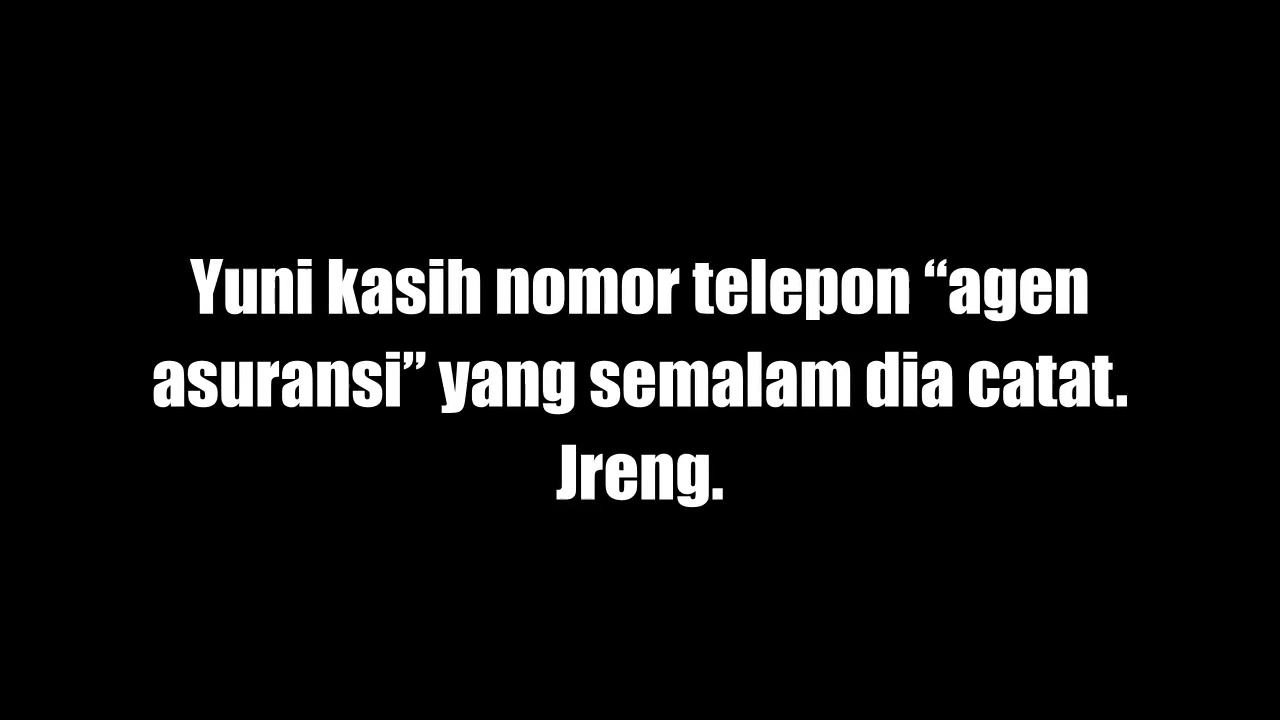 Yuni kasih nomor telepon “agen
asuransi” yang semalam dia catat.
Jreng.